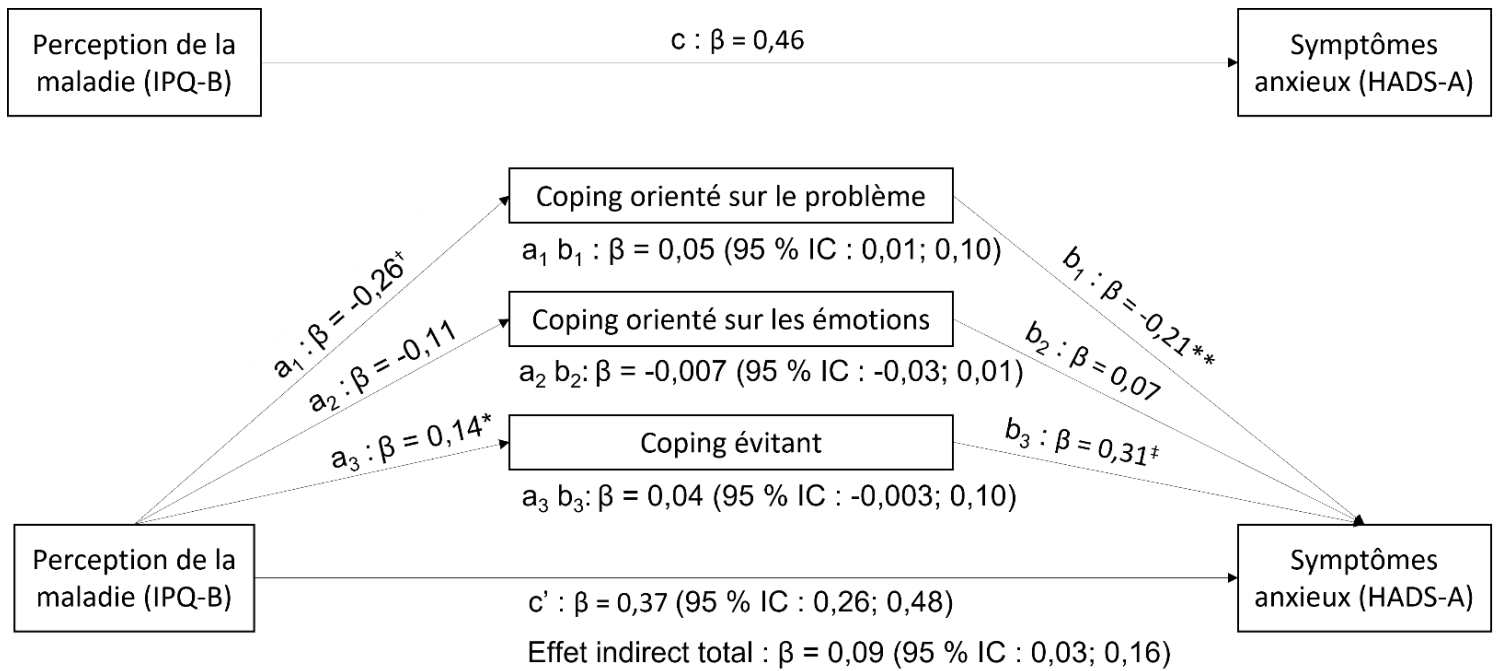 Perception de la
maladie (IPQ-B)
c : β = 0,46
Symptômes
anxieux (HADS-A)
Coping orienté sur le problème
a₁ b₁ : β = 0,05 (95 % IC : 0,01; 0,10)
a₁ : β = -0,26†
b₁ : β = -0,21**
Coping orienté sur les émotions
a₂ b₂: β = -0,007 (95 % IC : -0,03; 0,01)
a₂ : β = -0,11
b₂ : β = 0,07
Coping évitant
a₃ b₃: β = 0,04 (95 % IC : -0,003; 0,10)
a₃ : β = 0,14*
b₃ : β = 0,31‡
Perception de la
maladie (IPQ-B)
Symptômes
anxieux (HADS-A)
c’ : β = 0,37 (95 % IC : 0,26; 0,48)
Effet indirect total : β = 0,09 (95 % IC : 0,03; 0,16)